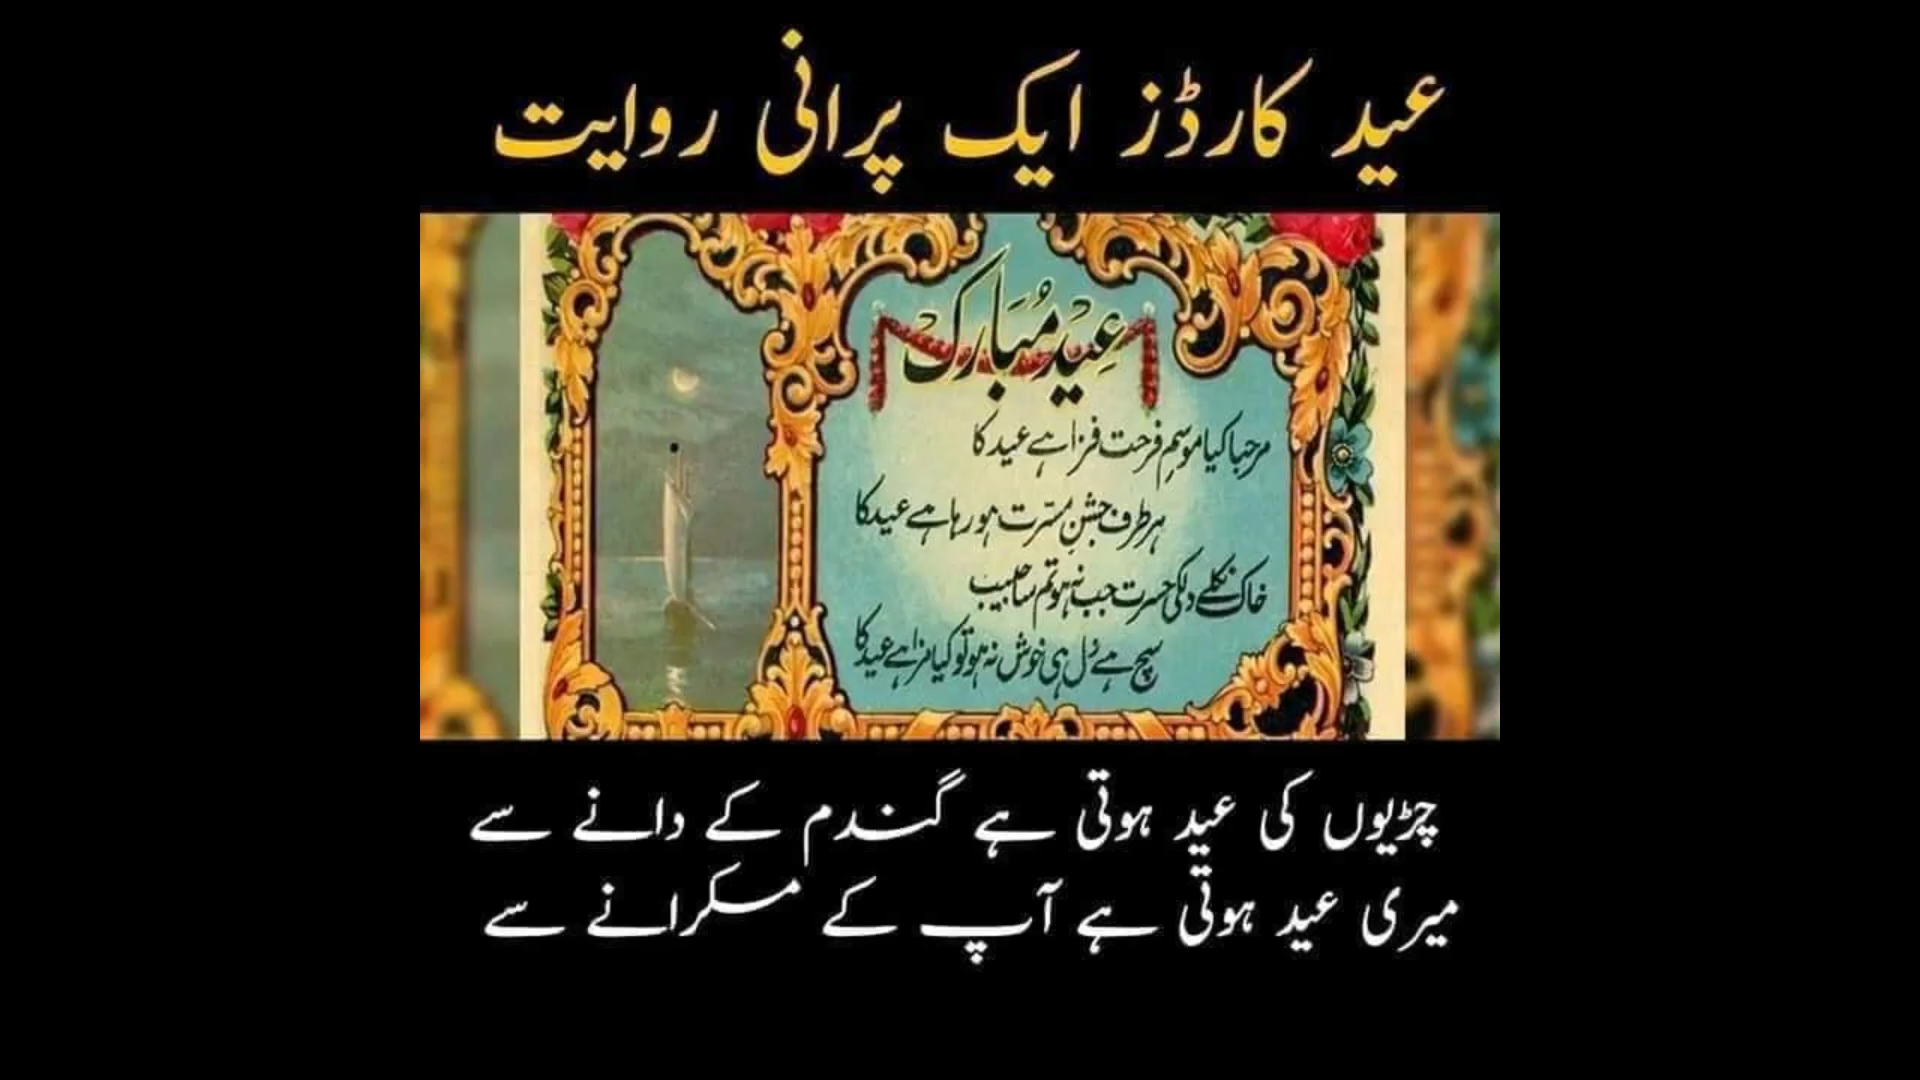 عید کارڈز ایک پرانی روایت
عِیْد مُبَارکْ
مرحبا کیا موسمِ فرحت فزا ہے عید کا
ہر طرف جشنِ مسرّت ہو رہا ہے عید کا
خاک نکلے دل کی حسرت جب نہ ہو تم سا حبیب
سچ ہے دل ہی خوش نہ ہو تو کیا مزا ہے عید کا
چڑیوں کی عید ہوتی ہے گندم کے دانے سے
میری عید ہوتی ہے آپ کے مسکرانے سے